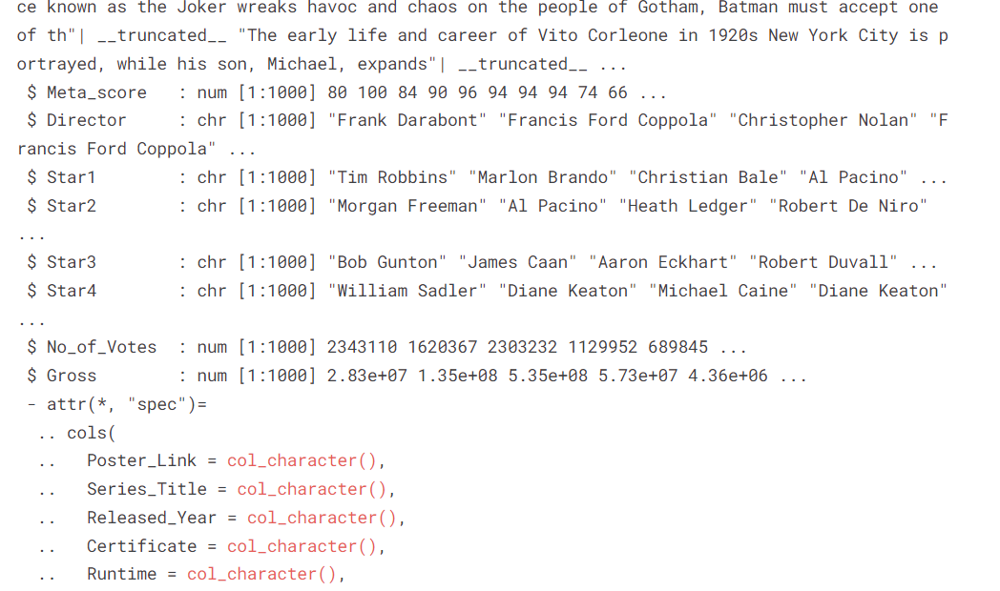 ce known as the Joker wreaks havoc and chaos on the people of Gotham, Batman must accept one
of th"| __truncated__ "The early life and career of Vito Corleone in 1920s New York City is p
ortrayed, while his son, Michael, expands"| __truncated__ ...
 $ Meta_score   : num [1:1000] 80 100 84 90 96 94 94 94 74 66 ...
 $ Director     : chr [1:1000] "Frank Darabont" "Francis Ford Coppola" "Christopher Nolan" "F
rancis Ford Coppola" ...
 $ Star1        : chr [1:1000] "Tim Robbins" "Marlon Brando" "Christian Bale" "Al Pacino" ...
 $ Star2        : chr [1:1000] "Morgan Freeman" "Al Pacino" "Heath Ledger" "Robert De Niro"
...
 $ Star3        : chr [1:1000] "Bob Gunton" "James Caan" "Aaron Eckhart" "Robert Duvall" ...
 $ Star4        : chr [1:1000] "William Sadler" "Diane Keaton" "Michael Caine" "Diane Keaton"
...
 $ No_of_Votes  : num [1:1000] 2343110 1620367 2303232 1129952 689845 ...
 $ Gross        : num [1:1000] 2.83e+07 1.35e+08 5.35e+08 5.73e+07 4.36e+06 ...
 - attr(*, "spec")=
  .. cols(
  ..   Poster_Link = col_character(),
  ..   Series_Title = col_character(),
  ..   Released_Year = col_character(),
  ..   Certificate = col_character(),
  ..   Runtime = col_character(),